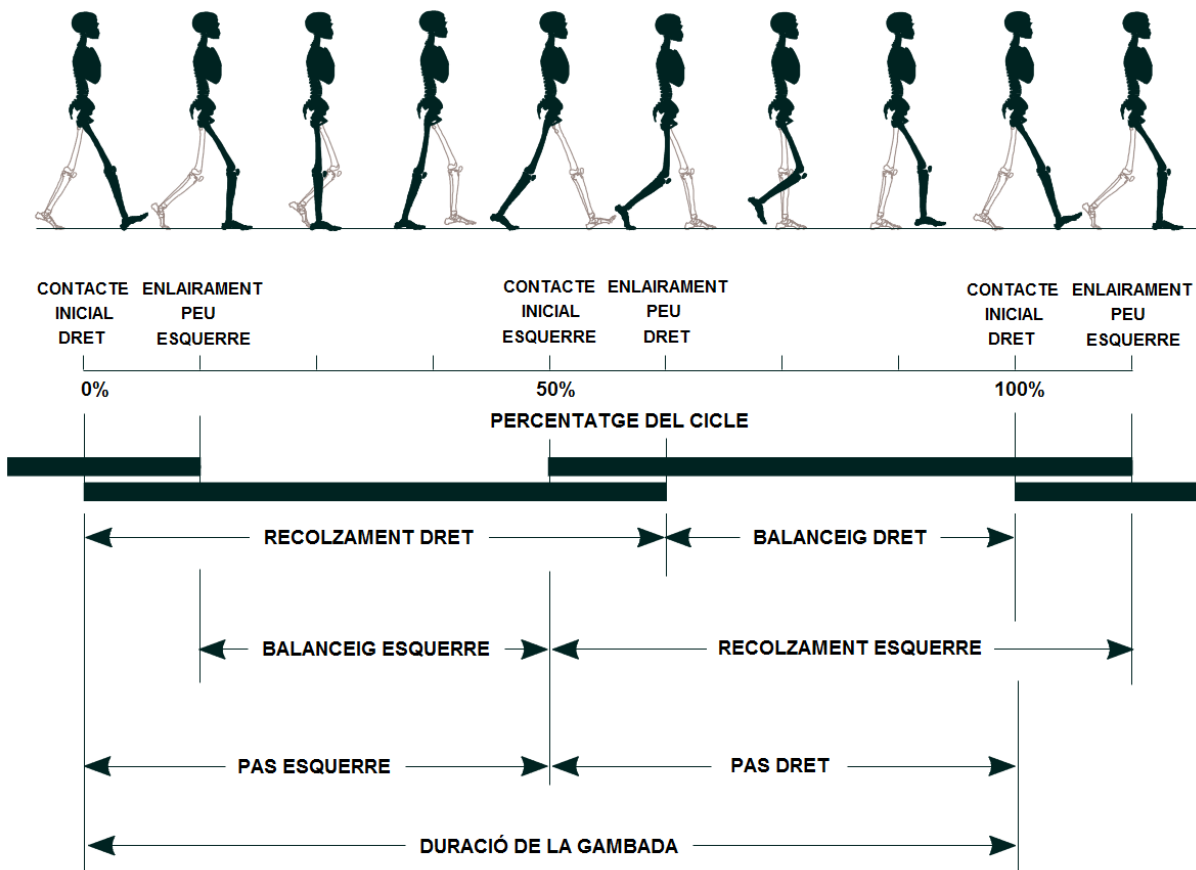 CONTACTE
INICIAL
DRET
ENLAIRAMENT
PEU
ESQUERRE
CONTACTE
INICIAL
ESQUERRE
ENLAIRAMENT
PEU
DRET
CONTACTE
INICIAL
DRET
ENLAIRAMENT
PEU
ESQUERRE
0%
50%
100%
PERCENTATGE DEL CICLE
RECOLZAMENT DRET
BALANCEIG DRET
BALANCEIG ESQUERRE
RECOLZAMENT ESQUERRE
PAS ESQUERRE
PAS DRET
DURACIÓ DE LA GAMBADA